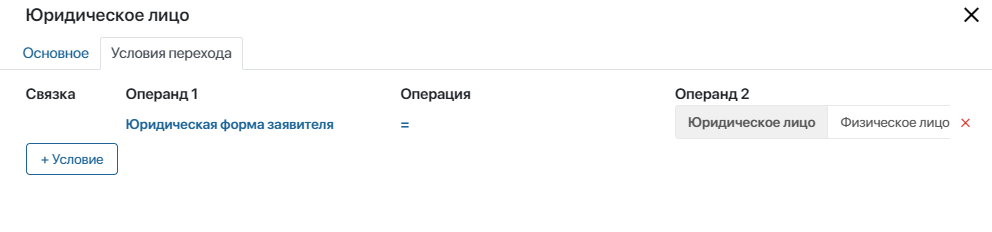 Юридическое лицо
Основное Условия перехода
Связка Операнд 1 Операция Операнд 2
Юридическая форма заявителя = Юридическое лицо Физическое лицо
+ Условие